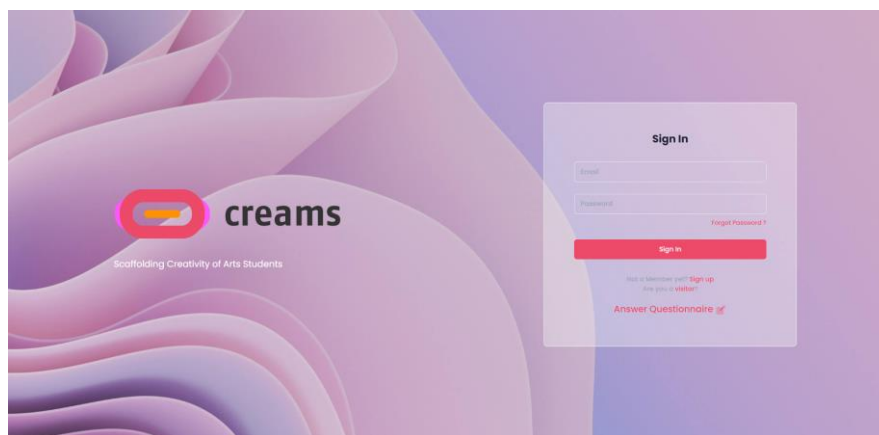 creams
Scaffolding Creativity of Arts Students
Sign In
Email
Password
Forgot Password ?
Sign In
Not a Member yet? Sign up
Are you a visitor?
Answer Questionnaire